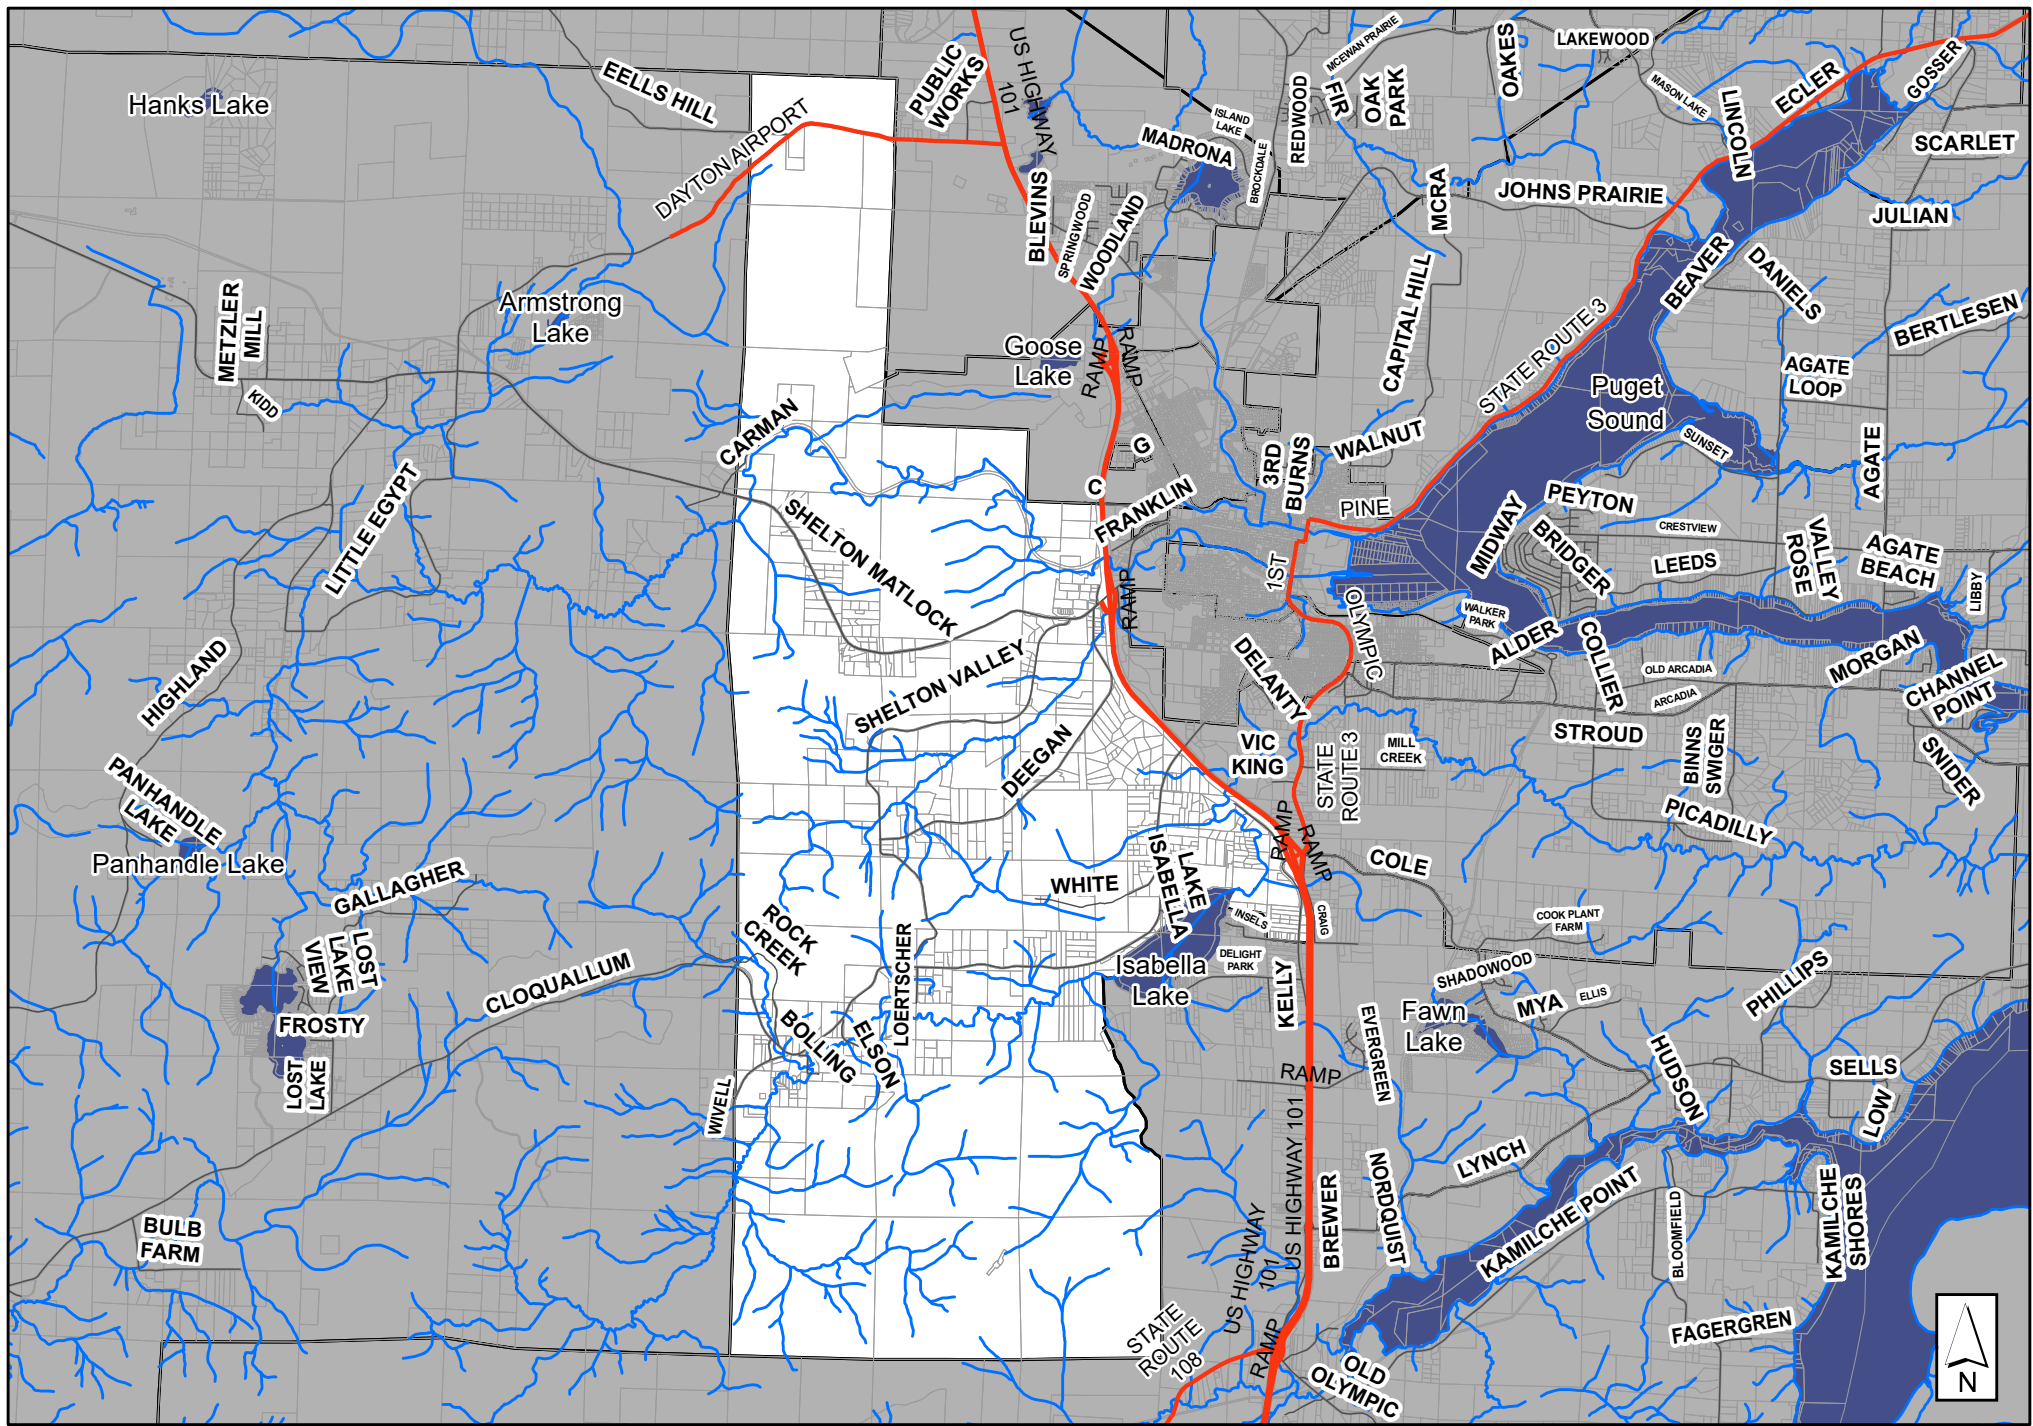 EELLS HILL
PUBLIC
WORKS
US HIGHWAY
101
MCEWAN PRAIRIE
OAKES
LAKEWOOD
GOSSER
Hanks Lake
DAYTON AIRPORT
ISLAND
LAKE
MADRONA
BROCKDALE
REDWOOD
FIR
OAK
PARK
MASON LAKE
LINCOLN
ECLER
SCARLET
BLEVINS
SPRINGWOOD
WOODLAND
MCRA
JOHNS PRAIRIE
JULIAN
METZLER
MILL
Armstrong
Lake
Goose
Lake
RAMP
RAMP
CAPITAL HILL
STATE ROUTE 3
BEAVER
DANIELS
BERTLESEN
KIDD
CARMAN
Puget
Sound
AGATE
LOOP
LITTLE EGYPT
G
C
FRANKLIN
3RD
BURNS
WALNUT
PINE
SUNSET
AGATE
SHELTON MATLOCK
MIDWAY
PEYTON
BRIDGER
CRESTVIEW
LEEDS
VALLEY
ROSE
AGATE
BEACH
LIBBY
RAMP
1ST
OLYMPIC
WALKER
PARK
ALDER
COLLIER
OLD ARCADIA
ARCADIA
MORGAN
CHANNEL
POINT
HIGHLAND
SHELTON VALLEY
DELANTY
DEEGAN
VIC
KING
STATE
ROUTE 3
MILL
CREEK
STROUD
BINNS
SWIGER
SNIDER
PANHANDLE
LAKE
Panhandle Lake
PICADILLY
GALLAGHER
WHITE
LAKE
ISABELLA
RAMP
RAMP
COLE
INSELS
CRAIG
COOK PLANT
FARM
LOST
LAKE
VIEW
ROCK
CREEK
LOERTSCHER
Isabella
Lake
DELIGHT
PARK
KELLY
SHADOWOOD
MYA
ELLIS
PHILLIPS
CLOQUALLUM
FROSTY
LOST
LAKE
BOLLING
ELSON
WIVELL
EVERGREEN
Fawn
Lake
HUDSON
SELLS
LOW
RAMP
US HIGHWAY 101
NORDQUIST
LYNCH
BREWER
KAMILCHE POINT
BLOOMFIELD
KAMILCHE
SHORES
BULB
FARM
US HIGHWAY
101
STATE
ROUTE
108
RAMP
OLD
OLYMPIC
FAGERGREN
N